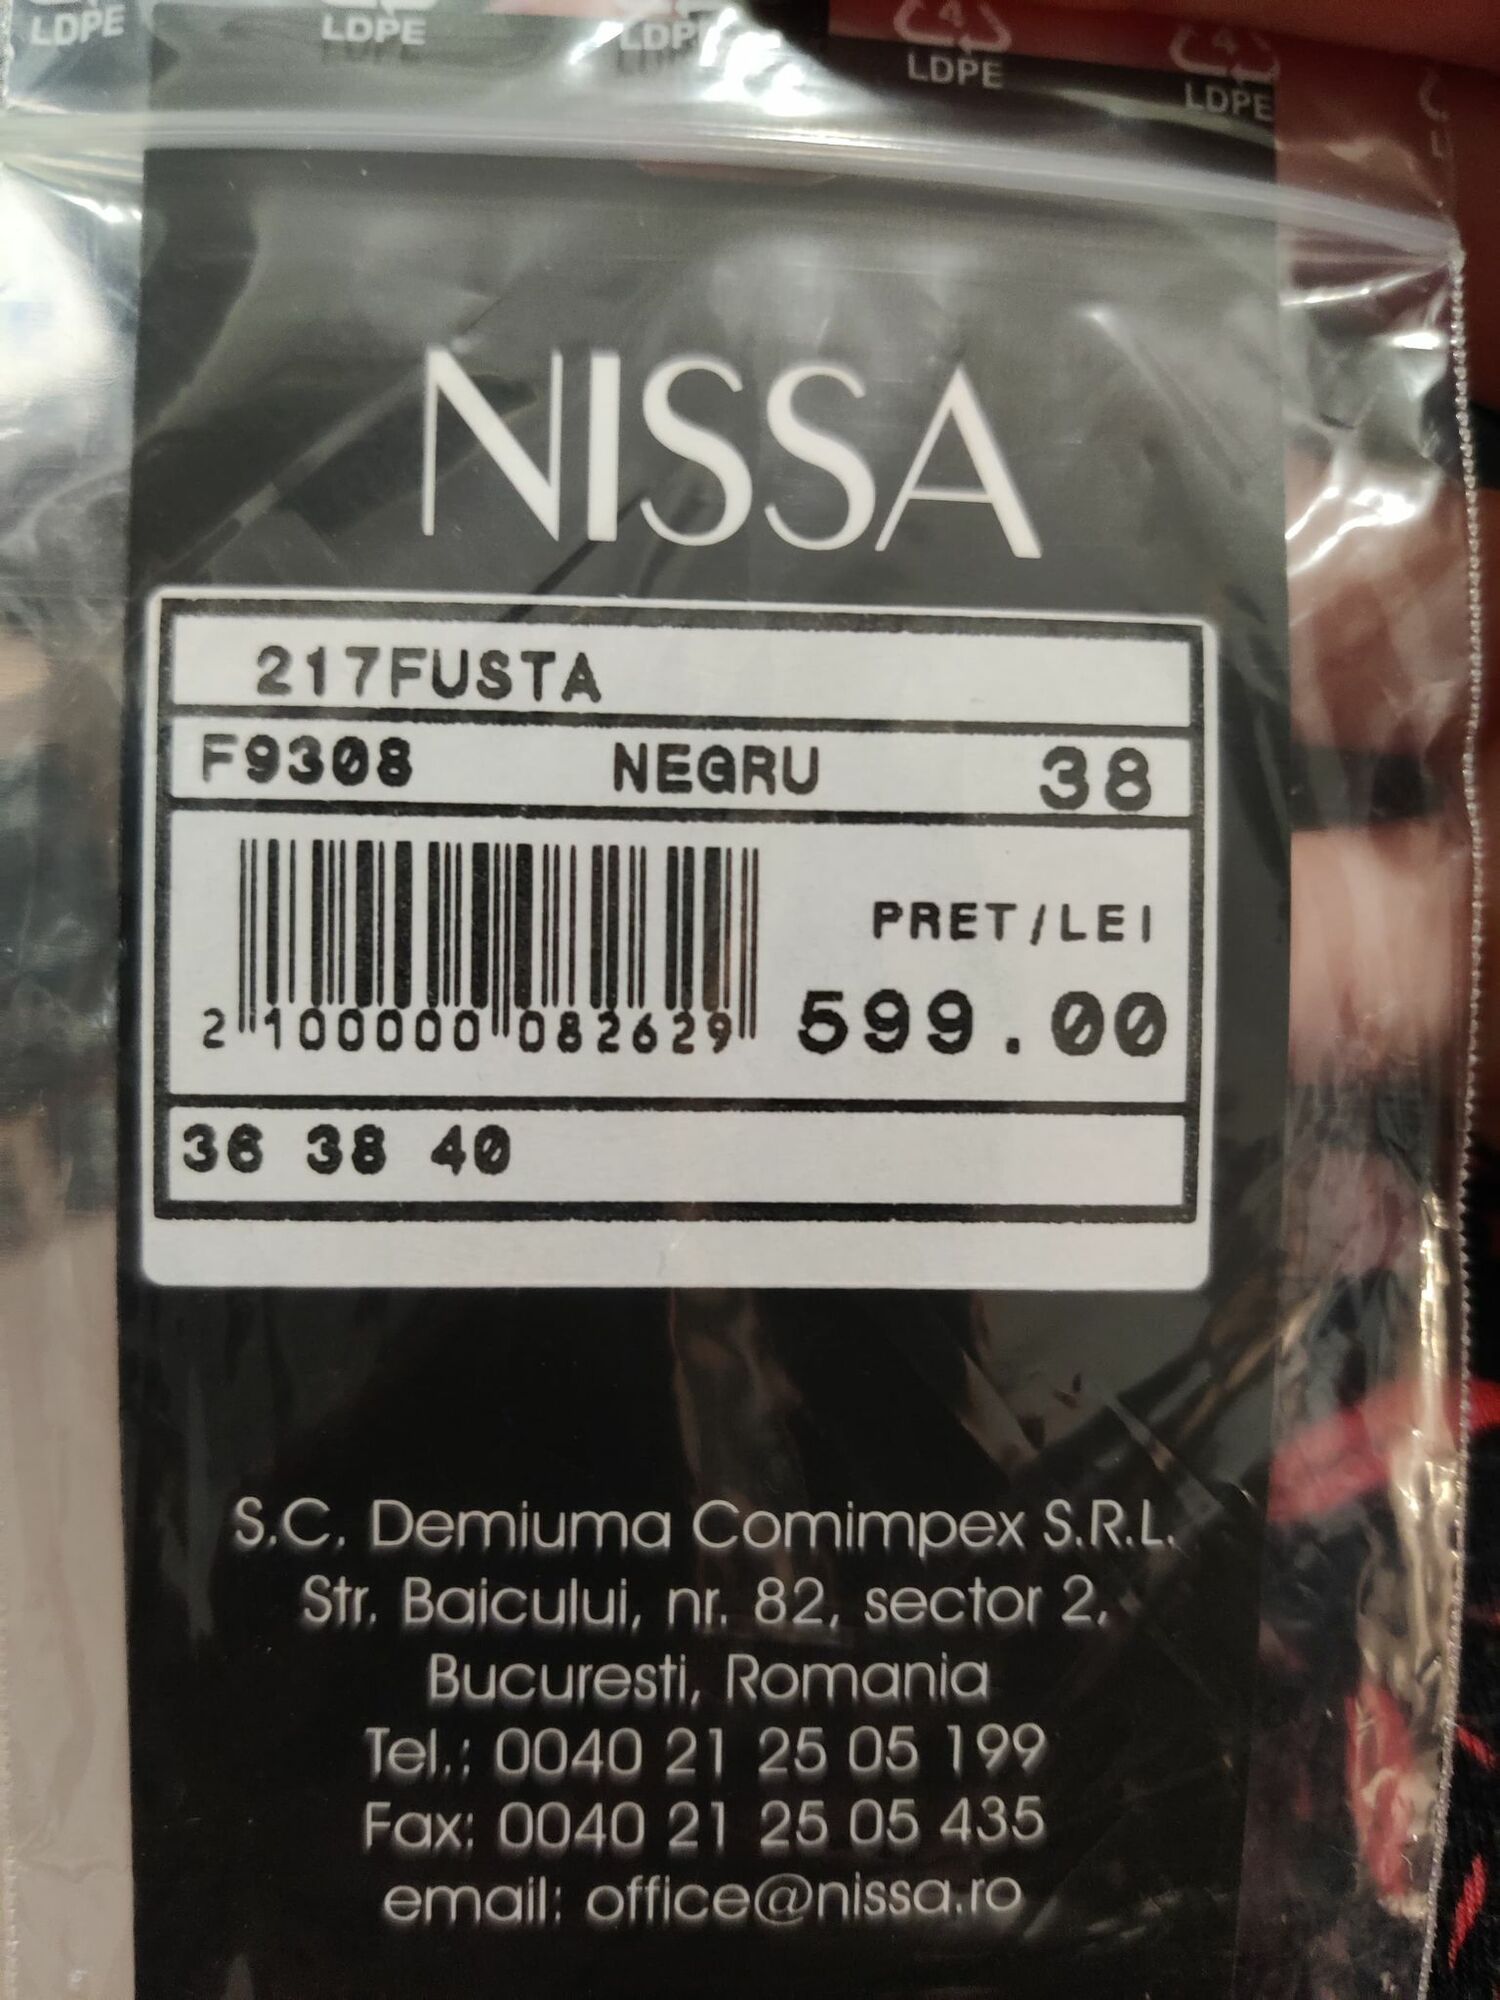 LDPE LDPE LDPE LDPE LDPE
NISSA
217FUSTA
F9308 NEGRU 38
PRET/LEI
2 100000 082629 599.00
36 38 40
S.C. Demiuma Comimpex S.R.L.
Str. Baicului, nr. 82, sector 2,
Bucuresti, Romania
Tel.: 0040 21 25 05 199
Fax: 0040 21 25 05 435
email: office@nissa.ro